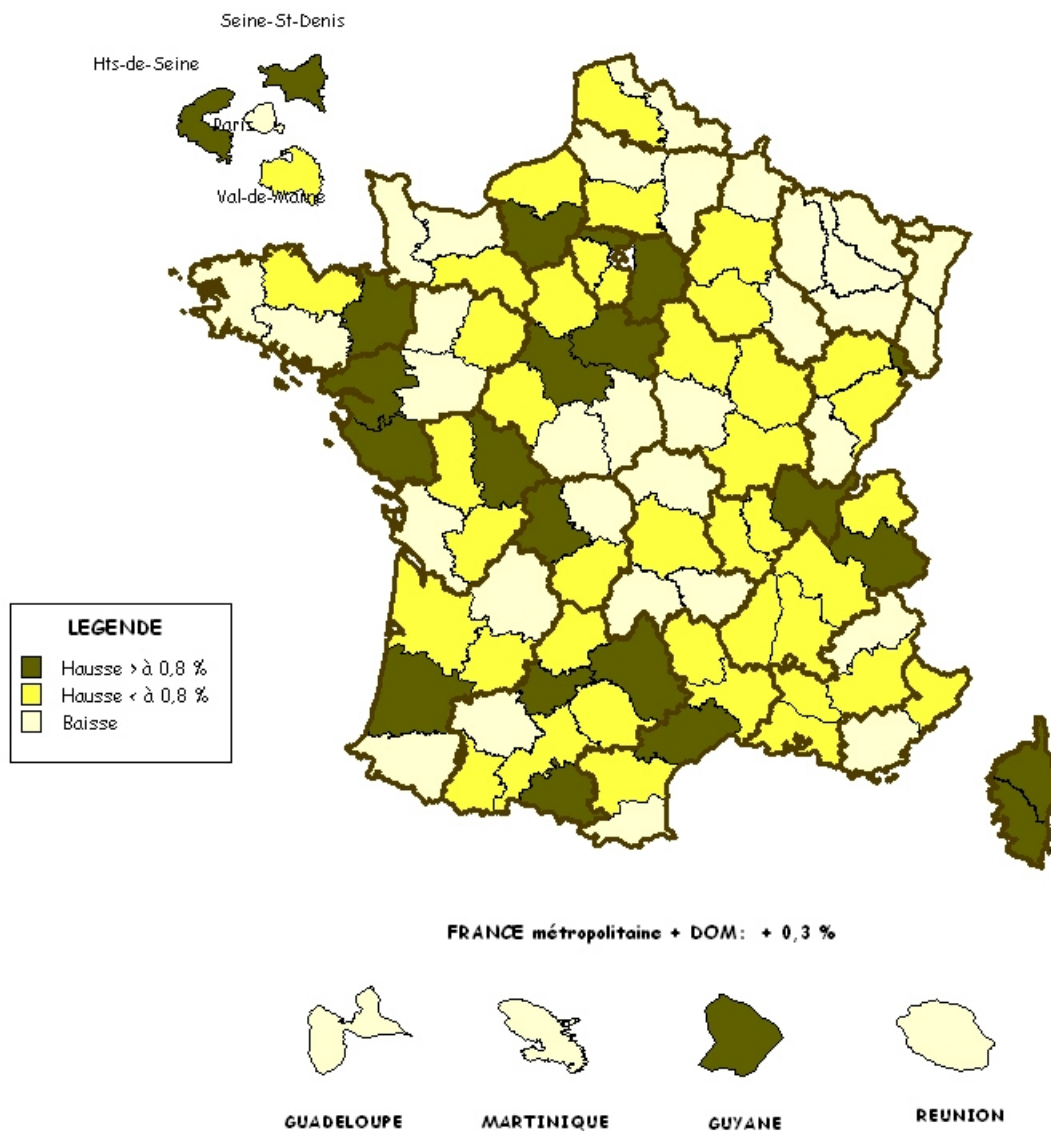 Seine-St-Denis
Hts-de-Seine
Paris
Val-de-Marne
LEGENDE
Hausse > à 0,8 %
Hausse < à 0,8 %
Baisse
FRANCE métropolitaine + DOM: + 0,3 %
GUADELOUPE MARTINIQUE GUYANE REUNION